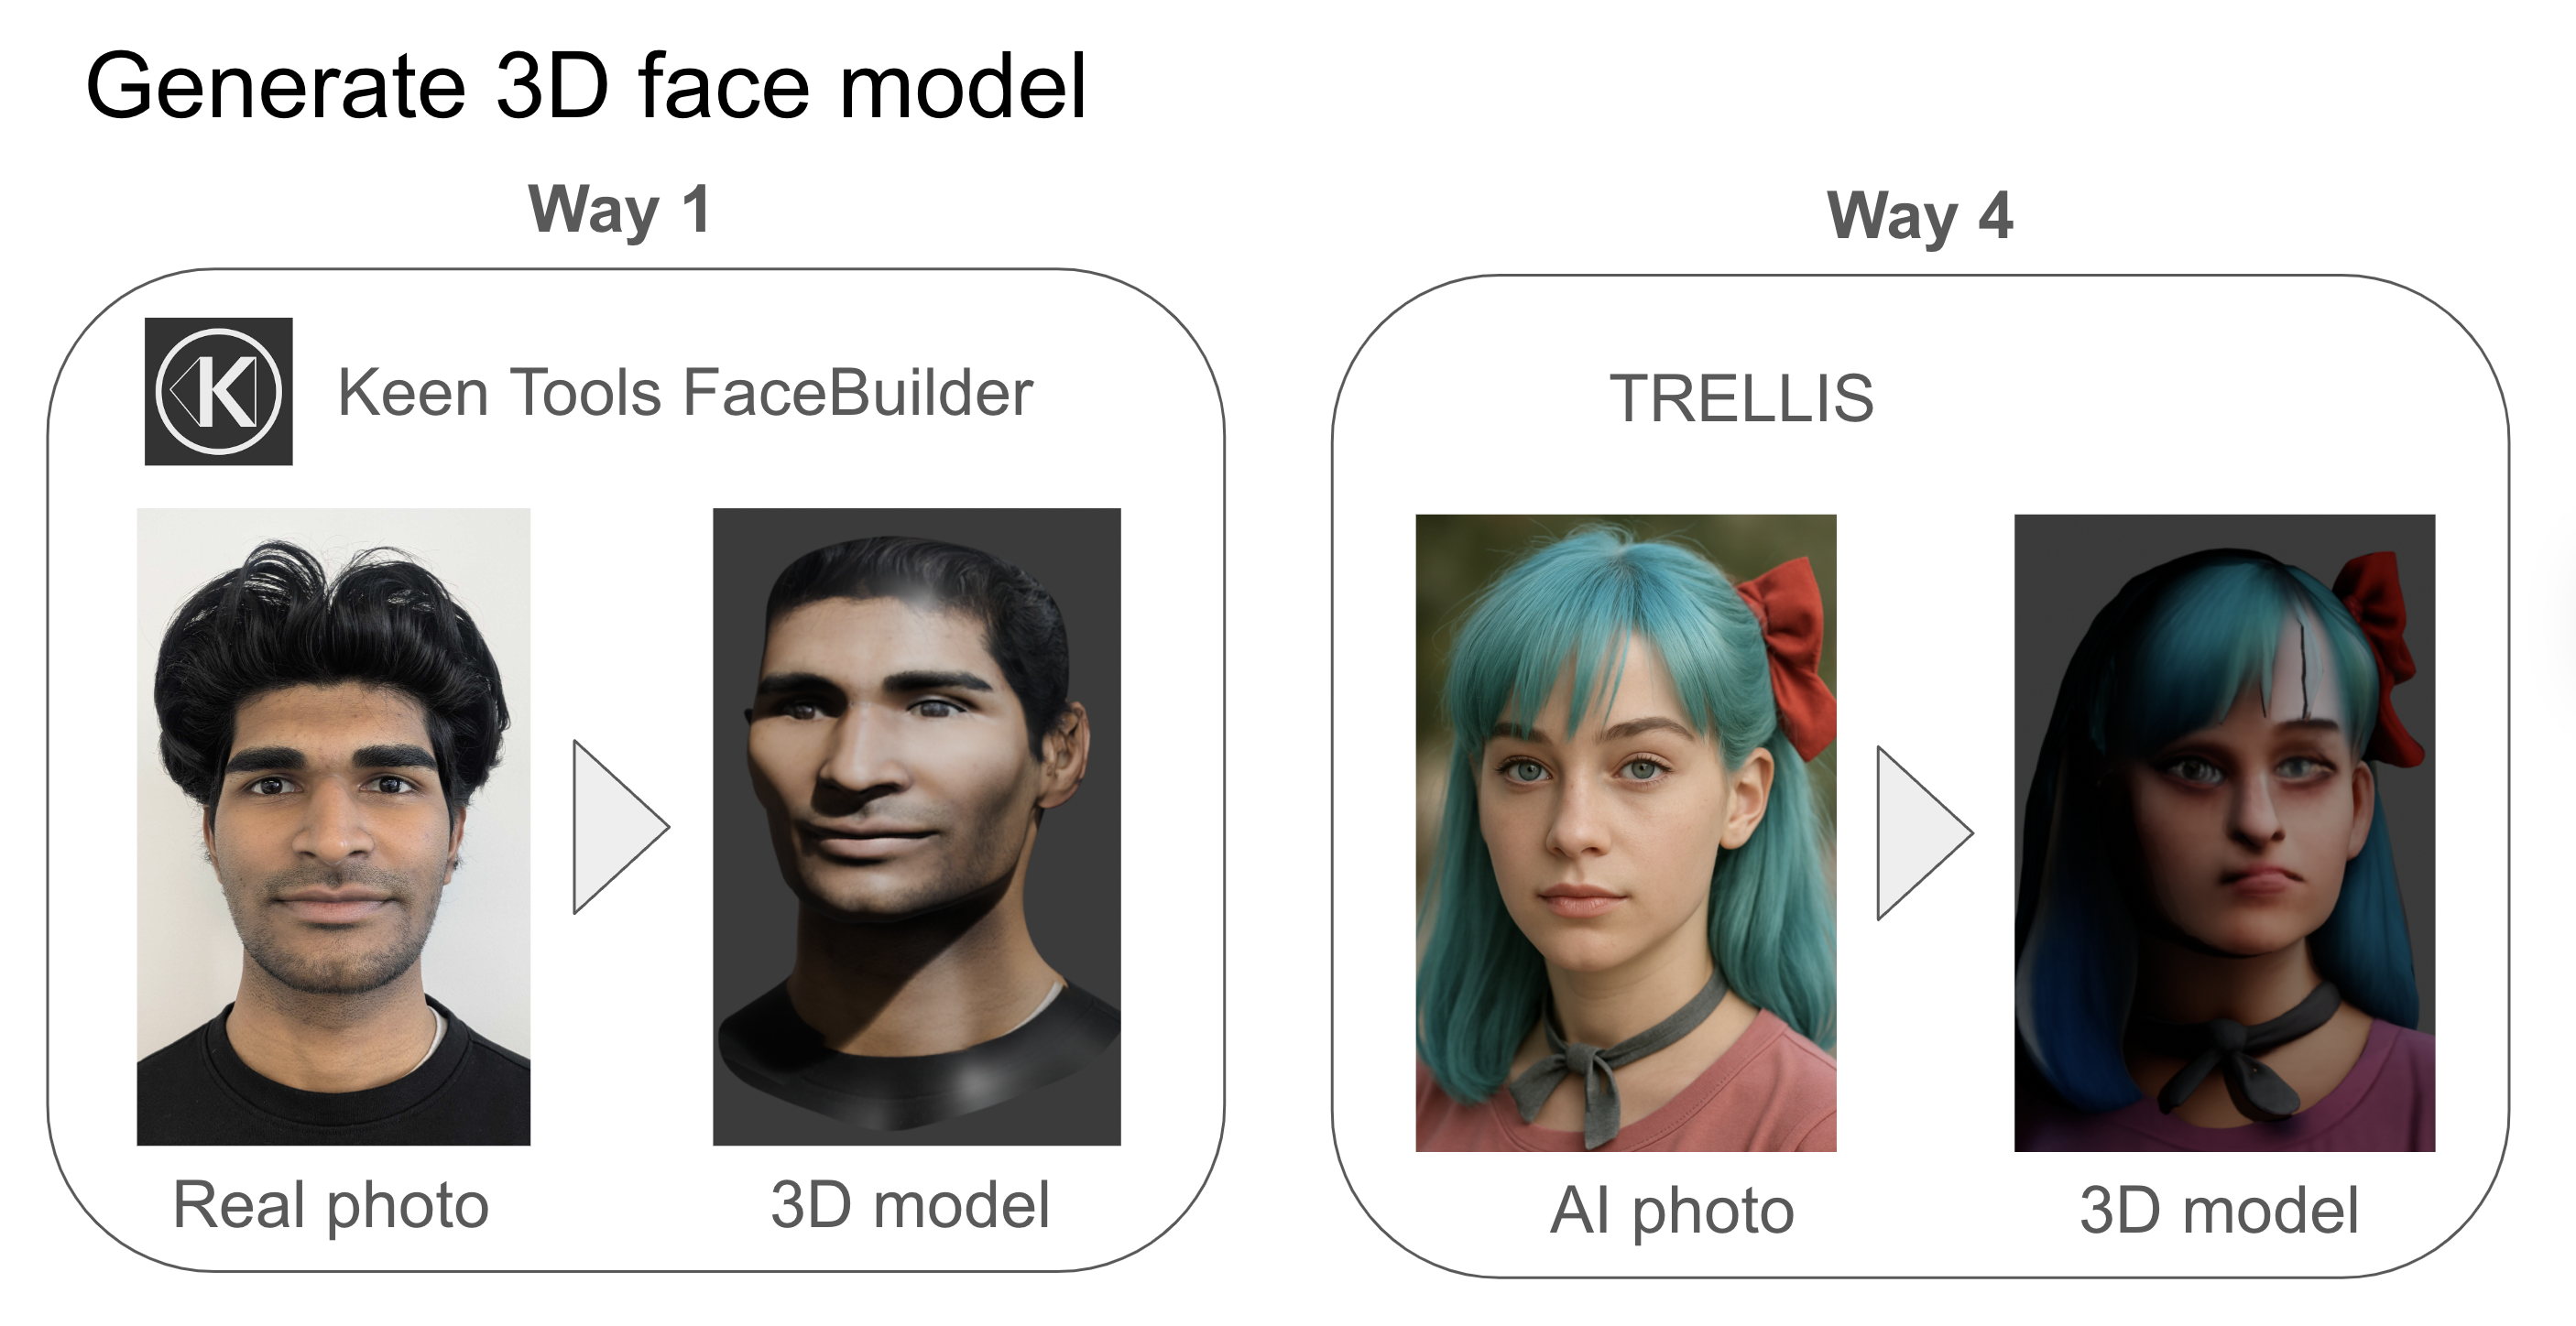 Generate 3D face model
Way 1
Keen Tools FaceBuilder
Real photo
3D model
Way 4
TRELLIS
AI photo
3D model